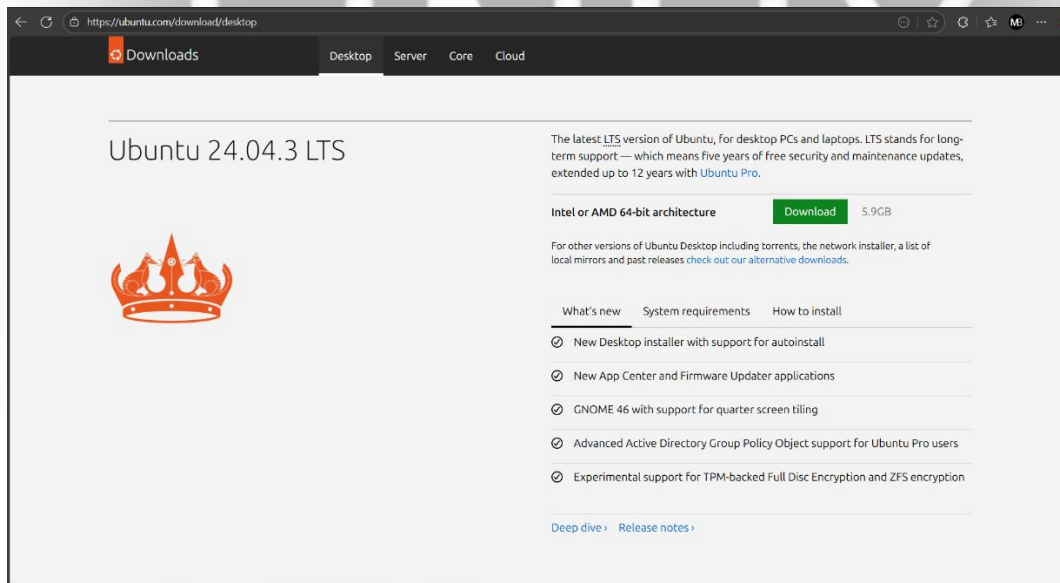 https://ubuntu.com/download/desktop
MB
Downloads
Desktop Server Core Cloud
Ubuntu 24.04.3 LTS
The latest LTS version of Ubuntu, for desktop PCs and laptops. LTS stands for long-
term support — which means five years of free security and maintenance updates,
extended up to 12 years with Ubuntu Pro.
Intel or AMD 64-bit architecture Download 5.9GB
For other versions of Ubuntu Desktop including torrents, the network installer, a list of
local mirrors and past releases check out our alternative downloads.
What's new System requirements How to install
New Desktop installer with support for autoinstall
New App Center and Firmware Updater applications
GNOME 46 with support for quarter screen tiling
Advanced Active Directory Group Policy Object support for Ubuntu Pro users
Experimental support for TPM-backed Full Disc Encryption and ZFS encryption
Deep dive › Release notes ›